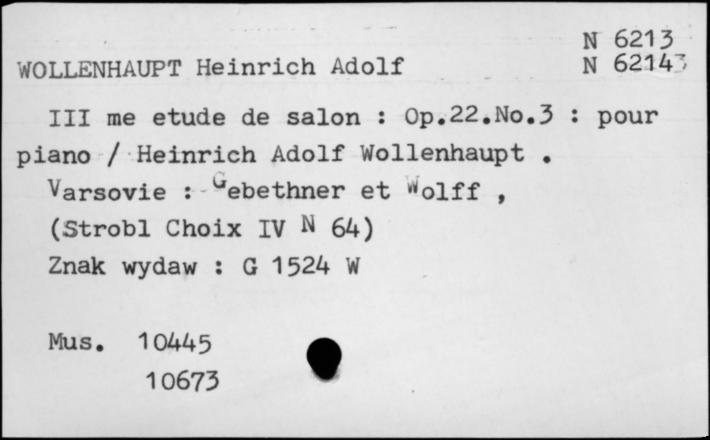 N 6213
WOLLENHAUPT Heinrich Adolf N 6214
III me etude de salon : Op.22.No.3 : pour
piano / Heinrich Adolf Wollenhaupt .
Varsovie : Gebethner et Wolff ,
(Strobl Choix IV N 64)
Znak wydaw : G 1524 W
Mus. 10445
10673